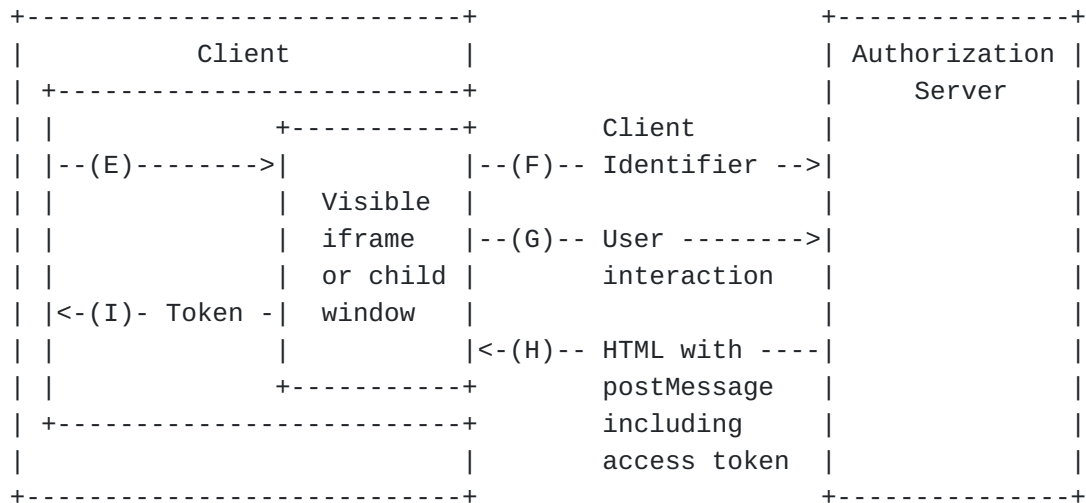 +----------------------------+                      +---------------+
|           Client           |                      | Authorization |
| +--------------------------+                      |     Server    |
| |              +-----------+        Client        |               |
| |--(E)-------->|           |--(F)-- Identifier -->|               |
| |              |  Visible  |                      |               |
| |              |  iframe   |--(G)-- User -------->|               |
| |              |  or child |        interaction   |               |
| |<-(I)- Token -|  window   |                      |               |
| |              |           |<-(H)-- HTML with ----|               |
| |              +-----------+        postMessage   |               |
| +--------------------------+        including     |               |
|                            |        access token  |               |
+----------------------------+                      +---------------+